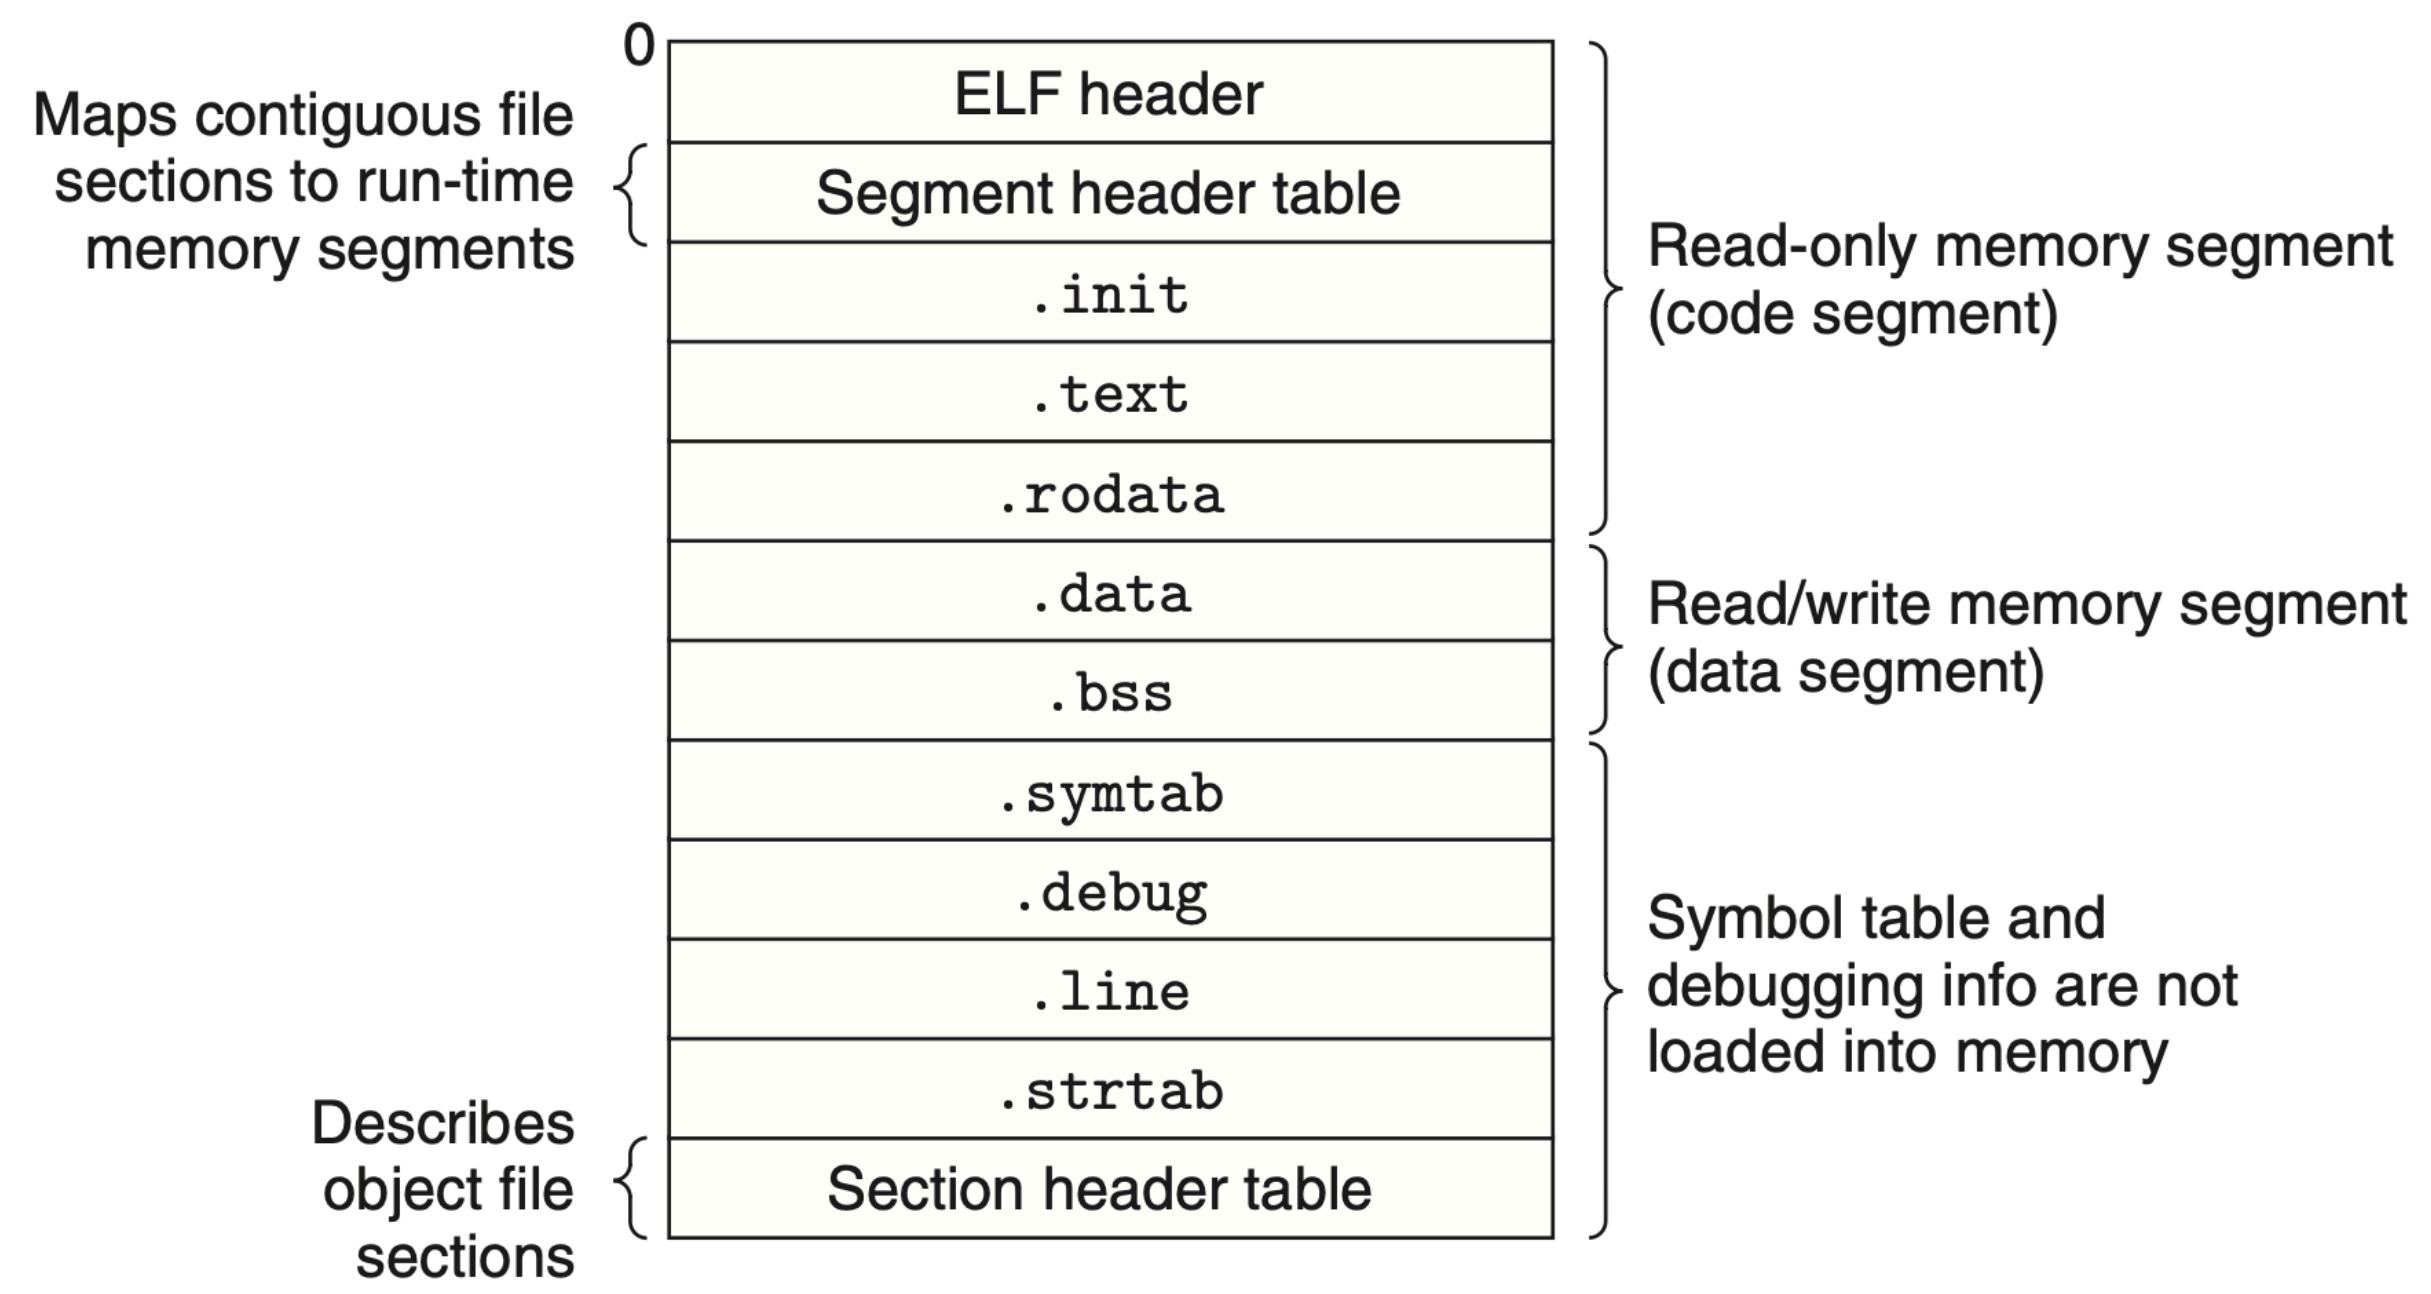 0
ELF header
Maps contiguous file
sections to run-time
memory segments
Segment header table
.init
.text
.rodata
Read-only memory segment
(code segment)
.data
.bss
Read/write memory segment
(data segment)
.symtab
.debug
.line
.strtab
Symbol table and
debugging info are not
loaded into memory
Describes
object file
sections
Section header table